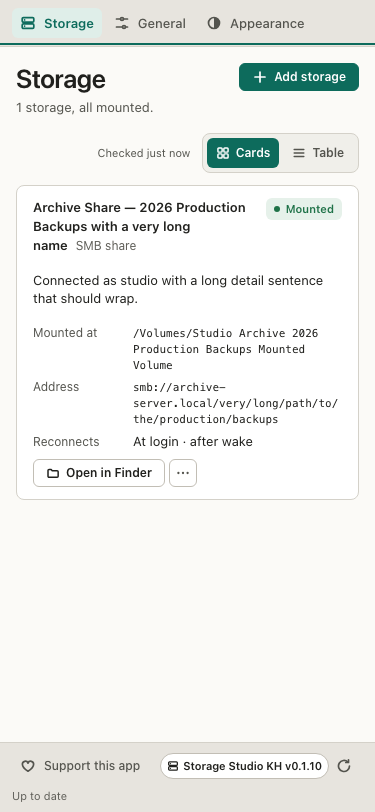 Storage General Appearance
Storage
Add storage
1 storage, all mounted.
Checked just now
Cards
Table
Archive Share — 2026 Production
Backups with a very long
name SMB share
Mounted
Connected as studio with a long detail sentence
that should wrap.
Mounted at /Volumes/Studio Archive 2026
Production Backups Mounted
Volume
Address smb://archive-
server.local/very/long/path/to/
the/production/backups
Reconnects At login · after wake
Open in Finder
···
Support this app
Storage Studio KH v0.1.10
Up to date